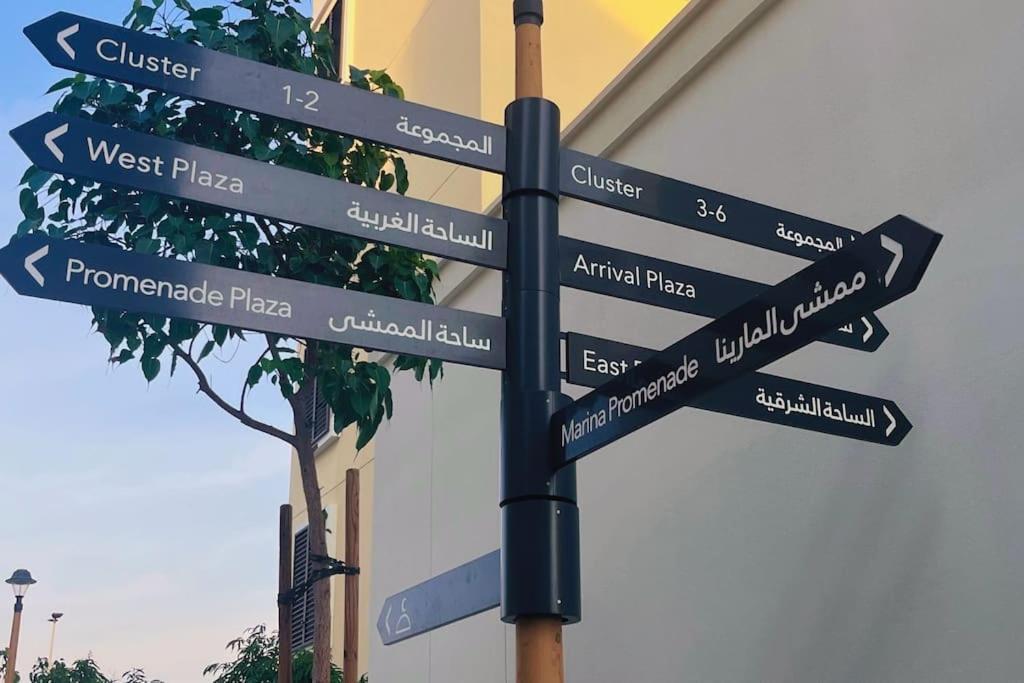 Cluster 1-2 المجموعة
West Plaza الساحة الغربية
Promenade Plaza ساحة الممشى
Cluster 3-6 المجموعة
Arrival Plaza
East
الساحة الشرقية
Marina Promenade ممشى المارينا